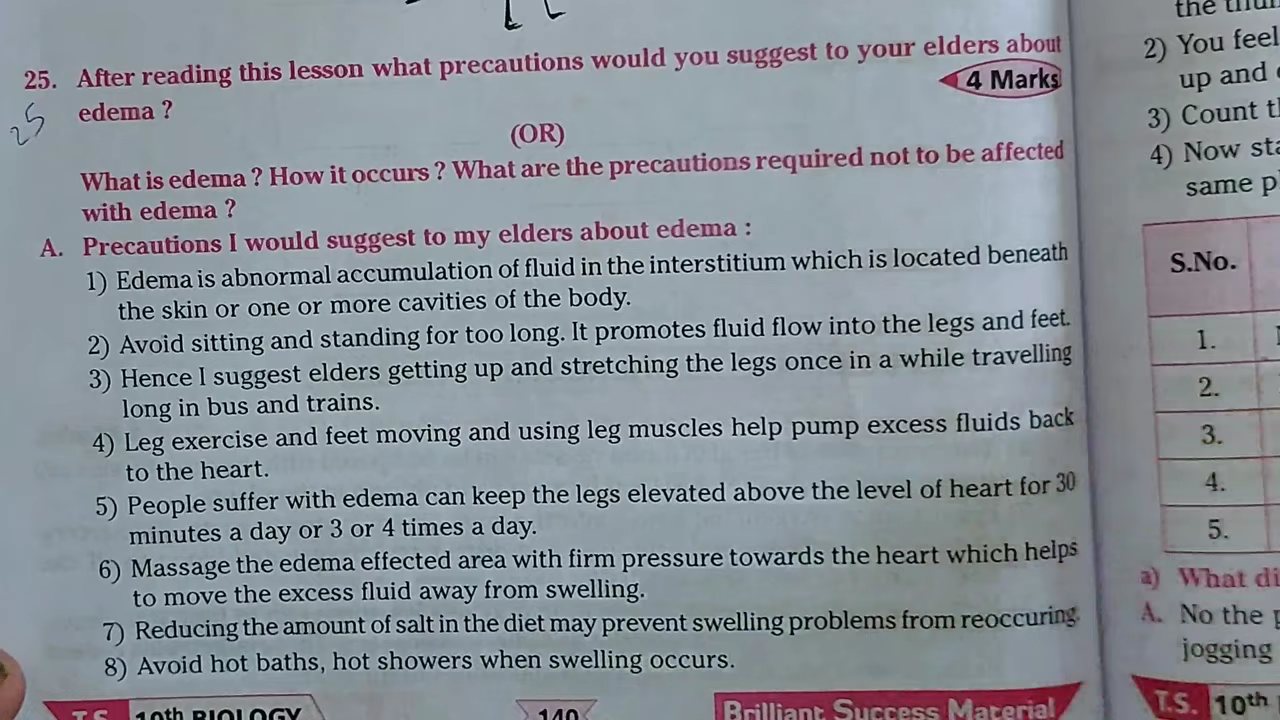 25. After reading this lesson what precautions would you suggest to your elders about
edema ?
4 Marks
25
(OR)
What is edema ? How it occurs ? What are the precautions required not to be affected
with edema ?
A. Precautions I would suggest to my elders about edema :
1) Edema is abnormal accumulation of fluid in the interstitium which is located beneath
the skin or one or more cavities of the body.
2) Avoid sitting and standing for too long. It promotes fluid flow into the legs and feet.
3) Hence I suggest elders getting up and stretching the legs once in a while travelling
long in bus and trains.
4) Leg exercise and feet moving and using leg muscles help pump excess fluids back
to the heart.
5) People suffer with edema can keep the legs elevated above the level of heart for 30
minutes a day or 3 or 4 times a day.
6) Massage the edema effected area with firm pressure towards the heart which helps
to move the excess fluid away from swelling.
7) Reducing the amount of salt in the diet may prevent swelling problems from reoccuring.
8) Avoid hot baths, hot showers when swelling occurs.
T.S. 10th BIOLOGY
140
Brilliant Success Material
the
2) You feel
up and
3) Count
4) Now
same
S.No.
1.
2.
3.
4.
5.
a) What
A. No the
jogging
T.S. 10th